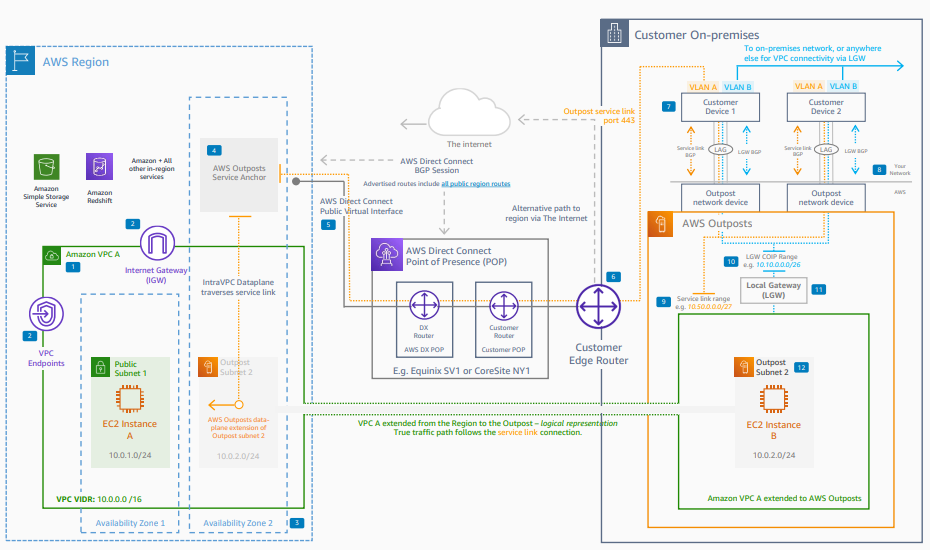 Customer On-premises
AWS Region
To on-premises network, or anywhere
else for VPC connectivity via LGW
VLAN A
VLAN B
VLAN A
VLAN B
7
Customer
Device 1
Customer
Device 2
Outpost service link
port 443
The internet
4
AWS Outposts
Service Anchor
Service link
BGP
LAG
LGW BGP
Service link
BGP
LAG
LGW BGP
8
Your
Network
AWS
Amazon
Simple Storage
Service
Amazon
Redshift
Amazon + All
other in-region
services
AWS Direct Connect
BGP Session
Advertised routes include all public region routes
AWS Direct Connect
Public Virtual Interface
5
Alternative path to
region via The Internet
Outpost
network device
Outpost
network device
AWS Outposts
2
Internet Gateway
(IGW)
Amazon VPC A
1
AWS Direct Connect
Point of Presence (POP)
10
LGW COIP Range
e.g. 10.10.0.0/26
6
IntraVPC Dataplane
traverses service link
Local Gateway
(LGW)
11
9
Service link range
e.g. 10.50.0.0/27
2
VPC
Endpoints
DX
Router
AWS DX POP
Customer
Router
Customer POP
Customer
Edge Router
E.g. Equinix SV1 or CoreSite NY1
Public
Subnet 1
EC2 Instance
A
10.0.1.0/24
Outpost
Subnet 2
AWS Outposts data-
plane extension of
Outpost subnet 2
10.0.2.0/24
Outpost
Subnet 2
12
EC2 Instance
B
10.0.2.0/24
VPC A extended from the Region to the Outpost – logical representation
True traffic path follows the service link connection.
VPC VIDR: 10.0.0.0 /16
Amazon VPC A extended to AWS Outposts
Availability Zone 1
Availability Zone 2
3